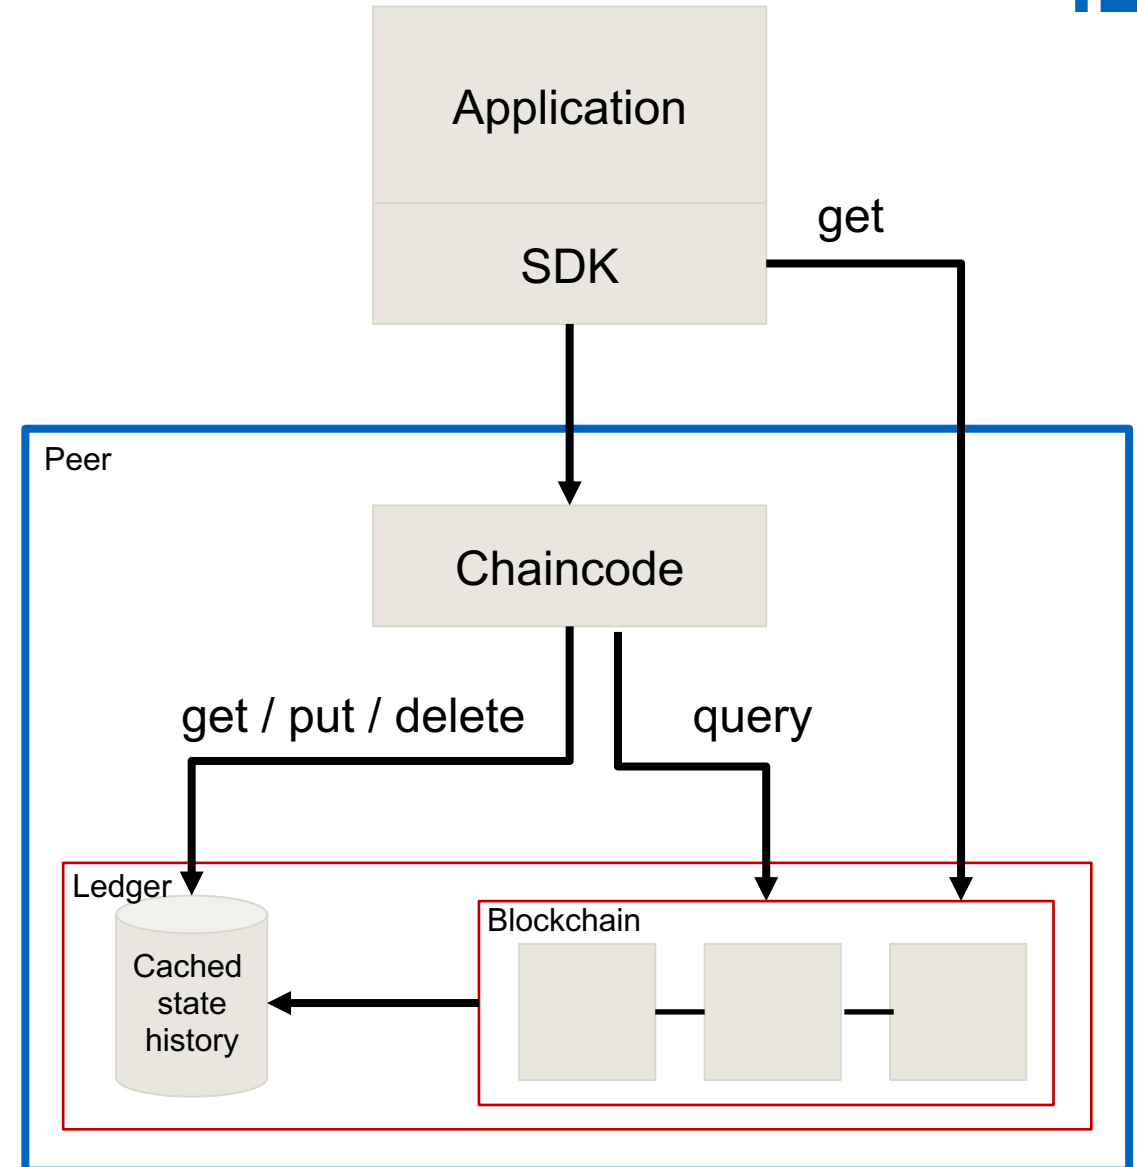 Application
get
SDK
Peer
Chaincode
get / put / delete
query
Ledger
Blockchain
Cached
state
history